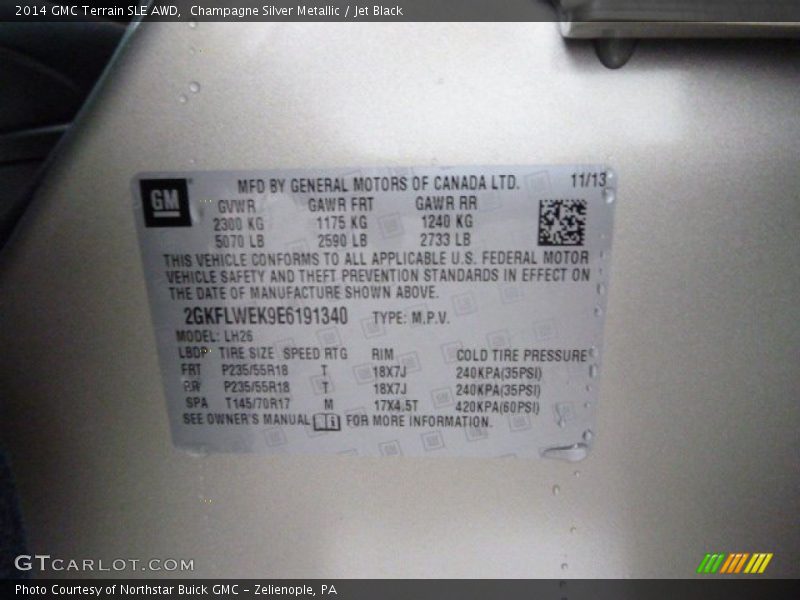 2014 GMC Terrain SLE AWD,  Champagne Silver Metallic / Jet Black
GM
MFD BY GENERAL MOTORS OF CANADA LTD. 11/13
GVWR GAWR FRT GAWR RR
2300 KG 1175 KG 1240 KG
5070 LB 2590 LB 2733 LB
THIS VEHICLE CONFORMS TO ALL APPLICABLE U.S. FEDERAL MOTOR
VEHICLE SAFETY AND THEFT PREVENTION STANDARDS IN EFFECT ON
THE DATE OF MANUFACTURE SHOWN ABOVE.
2GKFLWEK9E6191340 TYPE: M.P.V.
MODEL: LH26
TIRE SIZE SPEED RTG RIM COLD TIRE PRESSURE
FRT P235/55R18 T 18X7J 240KPA(35PSI)
RR P235/55R18 T 18X7J 240KPA(35PSI)
SPA T145/70R17 M 17X4.5T 420KPA(60PSI)
SEE OWNER'S MANUAL FOR MORE INFORMATION.
GTCARLOT.COM
Photo Courtesy of Northstar Buick GMC - Zelienople, PA